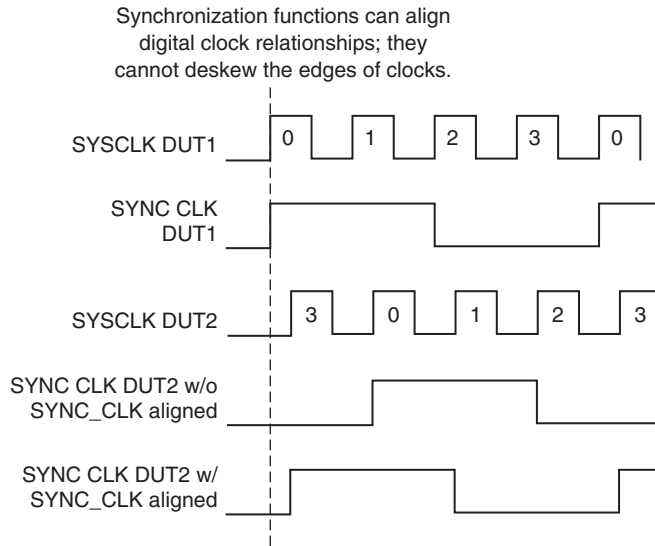 Synchronization functions can align
digital clock relationships; they
cannot deskew the edges of clocks.
SYSCLK DUT1
0 1 2 3 0
SYNC CLK
DUT1
SYSCLK DUT2
3 0 1 2 3
SYNC CLK DUT2 w/o
SYNC_CLK aligned
SYNC CLK DUT2 w/
SYNC_CLK aligned